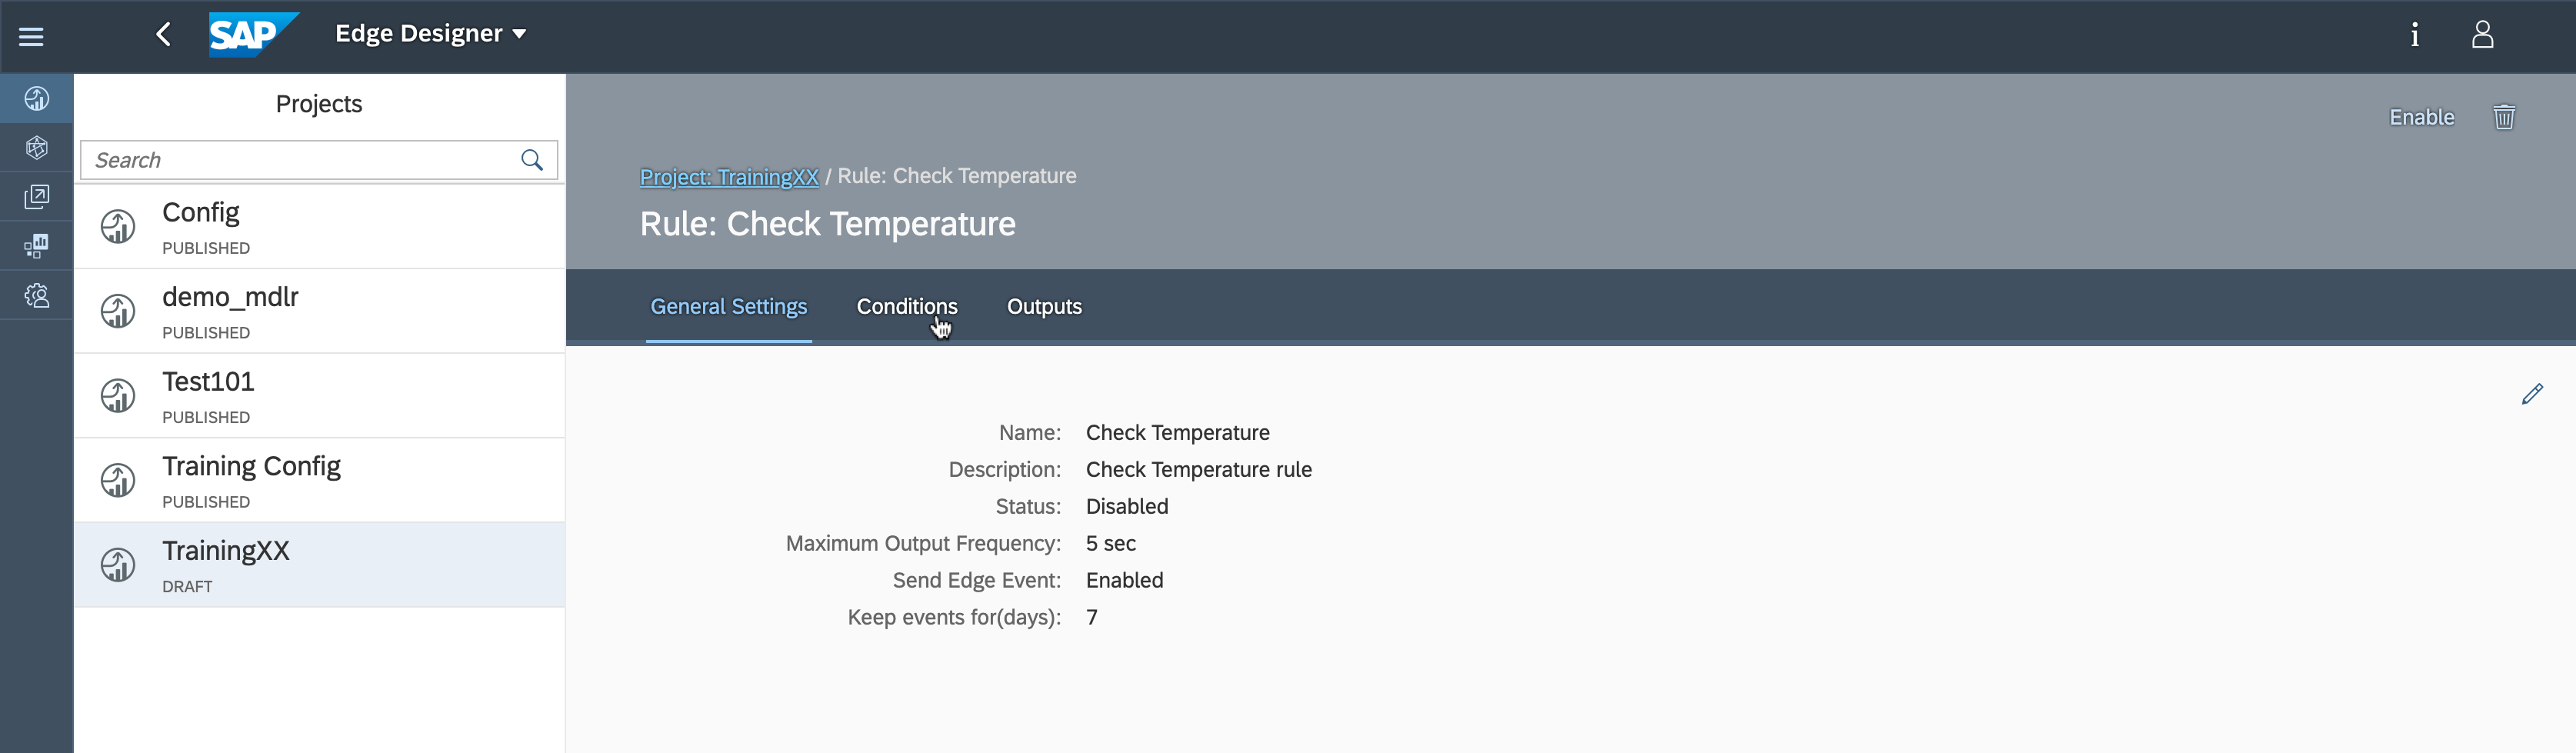 SAP
Edge Designer
Projects
Search
Config
PUBLISHED
demo_mdlr
PUBLISHED
Test101
PUBLISHED
Training Config
PUBLISHED
TrainingXX
DRAFT
Enable
Project: TrainingXX / Rule: Check Temperature
Rule: Check Temperature
General Settings Conditions Outputs
Name: Check Temperature
Description: Check Temperature rule
Status: Disabled
Maximum Output Frequency: 5 sec
Send Edge Event: Enabled
Keep events for(days): 7